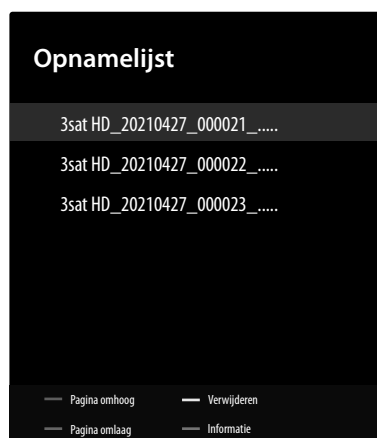 Opnamelijst
3sat HD_20210427_000021_.....
3sat HD_20210427_000022_.....
3sat HD_20210427_000023_.....
Pagina omhoog Verwijderen
Pagina omlaag Informatie